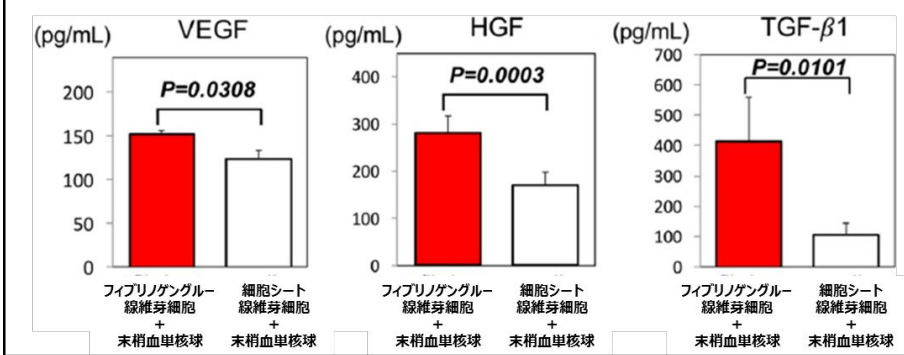 VEGF
(pg/mL)
P=0.0308
200
150
100
50
0
フィブリノゲングルー
線維芽細胞
+
末梢血単核球
細胞シート
線維芽細胞
+
末梢血単核球
HGF
(pg/mL)
P=0.0003
400
300
200
100
0
フィブリノゲングルー
線維芽細胞
+
末梢血単核球
細胞シート
線維芽細胞
+
末梢血単核球
TGF-β1
(pg/mL)
P=0.0101
700
600
500
400
300
200
100
0
フィブリノゲングルー
線維芽細胞
+
末梢血単核球
細胞シート
線維芽細胞
+
末梢血単核球